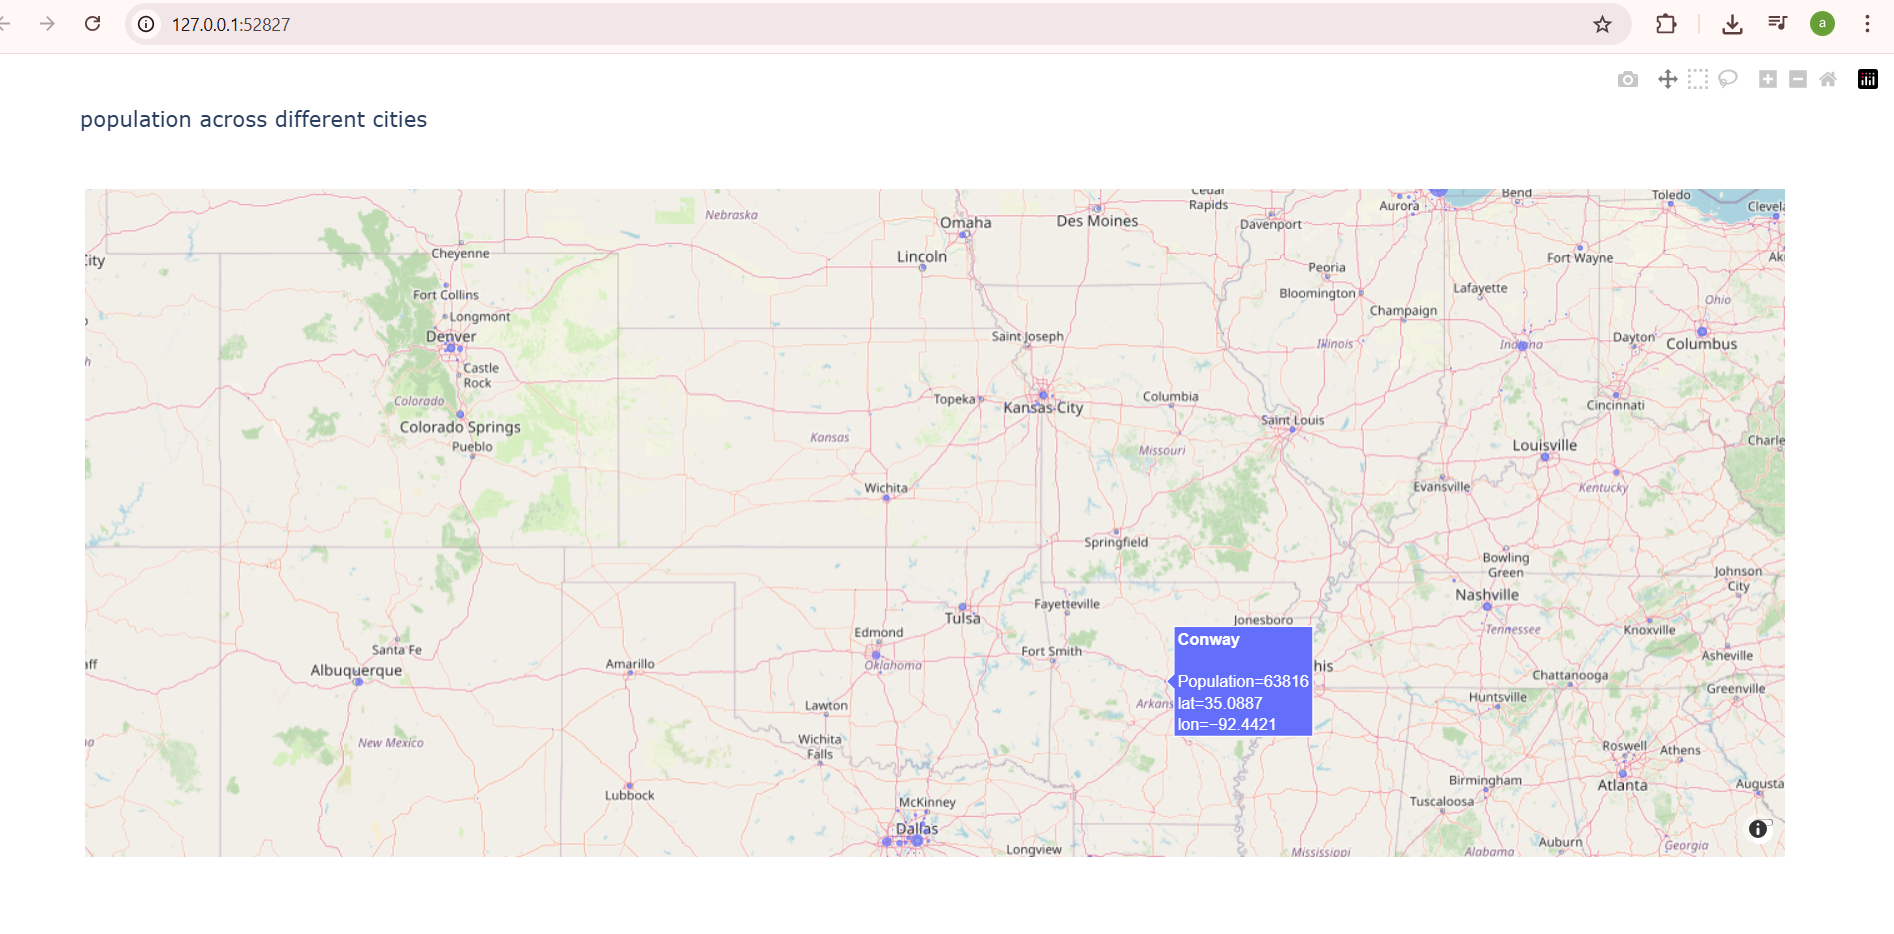 127.0.0.1:52827
a
population across different cities
Cedar
Rapids
Bend
Toledo
Nebraska
Omaha
Des Moines
Aurora
Davenport
Lincoln
Cheyenne
Fort Wayne
Peoria
Fort Collins
Bloomington
Lafayette
Ohio
Longmont
Champaign
Denver
Saint Joseph
Illinois
Indiana
Dayton
Columbus
Castle
Rock
Colorado
Topeka
Kansas City
Columbia
Cincinnati
Colorado Springs
Saint Louis
Pueblo
Kansas
Missouri
Louisville
Charle
Wichita
Evansville
Kentucky
Springfield
Bowling
Green
Johnson
City
Nashville
Fayetteville
Tulsa
Jonesboro
Edmond
Tennessee
Knoxville
Conway
Santa Fe
Fort Smith
Asheville
Albuquerque
Amarillo
Oklahoma
his
Chattanooga
Population=63816
Greenville
Huntsville
lat=35.0887
Arkans
Lawton
lon=−92.4421
New Mexico
Wichita
Falls
Roswell
Athens
Birmingham
Atlanta
Augusta
Lubbock
McKinney
Tuscaloosa
Dallas
Longview
Mississippi
Alabama
Auburn
Georgia